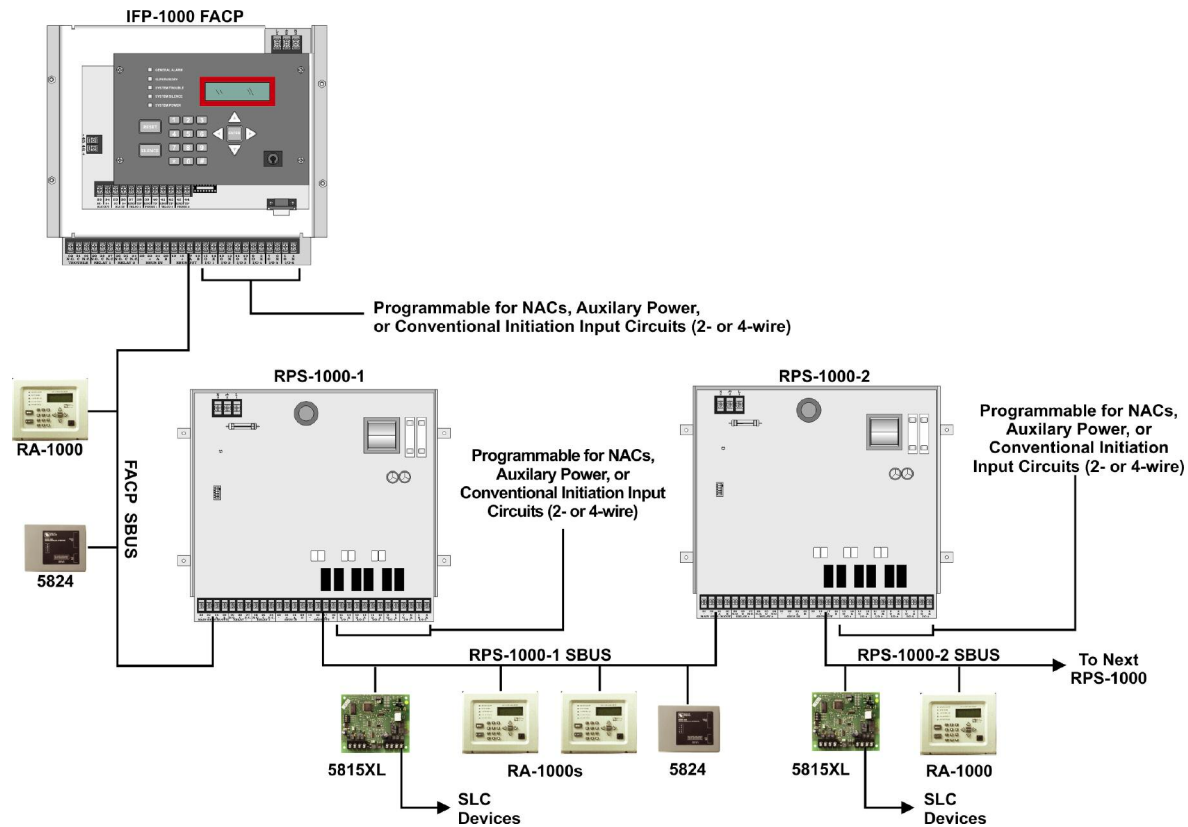 IFP-1000 FACP
GENERAL ALARM
SUPERVISORY
SYSTEM TROUBLE
SYSTEM SILENCE
SYSTEM POWER
Programmable for NACs, Auxilary Power,
or Conventional Initiation Input Circuits (2- or 4-wire)
RPS-1000-1
RPS-1000-2
RA-1000
FACP SBUS
5824
Programmable for NACs,
Auxilary Power, or
Conventional Initiation Input
Circuits (2- or 4-wire)
Programmable for NACs,
Auxilary Power, or
Conventional Initiation
Input Circuits (2- or 4-wire)
RPS-1000-1 SBUS
RPS-1000-2 SBUS
To Next
RPS-1000
5815XL
RA-1000s
5824
5815XL
RA-1000
SLC
Devices
SLC
Devices